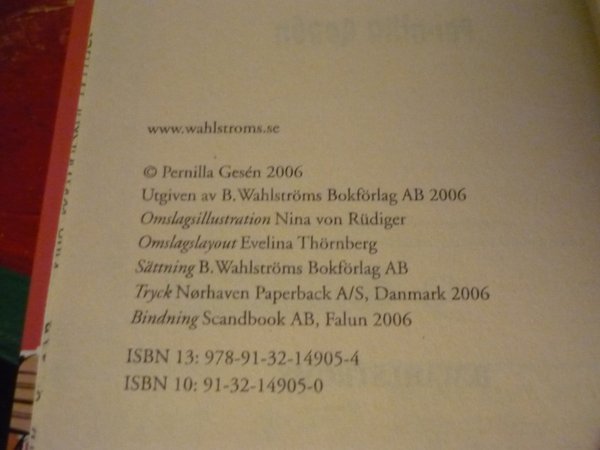 www.wahlstroms.se
© Pernilla Gesén 2006
Utgiven av B.Wahlströms Bokförlag AB 2006
Omslagsillustration Nina von Rüdiger
Omslagslayout Evelina Thörnberg
Sättning B.Wahlströms Bokförlag AB
Tryck Nørhaven Paperback A/S, Danmark 2006
Bindning Scandbook AB, Falun 2006
ISBN 13: 978-91-32-14905-4
ISBN 10: 91-32-14905-0